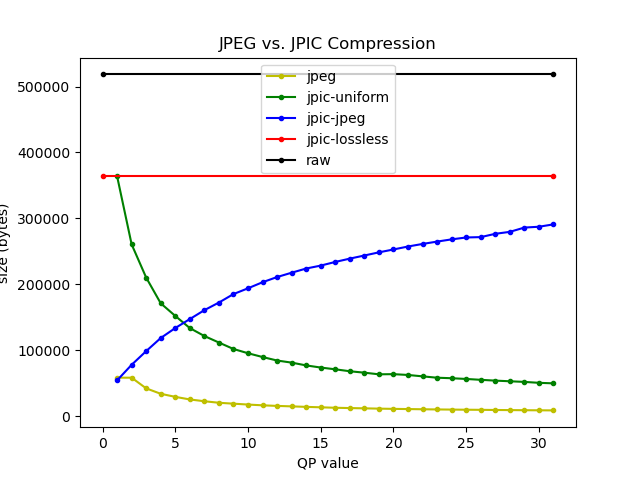 JPEG vs. JPIC Compression
jpeg
jpic-uniform
jpic-jpeg
jpic-lossless
raw
500000
400000
300000
200000
100000
0
size (bytes)
0 5 10 15 20 25 30
QP value